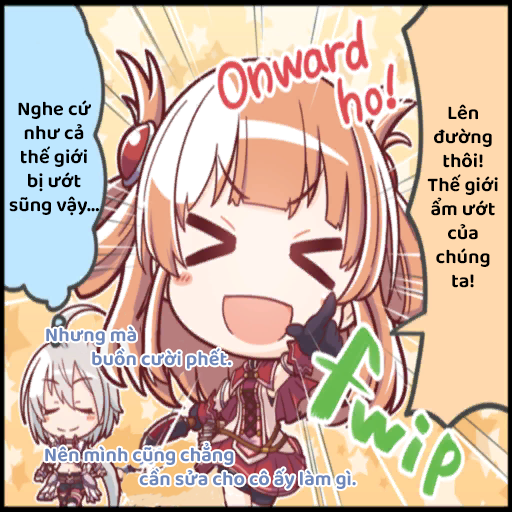 Onward
ho!
Lên
đường
thôi!
Thế giới
ẩm ướt
của
chúng
ta!
Nghe cứ
như cả
thế giới
bị ướt
sũng vậy...
fwip
Nhưng mà
buồn cười phết.
Nên mình cũng chẳng
cần sửa cho cô ấy làm gì.